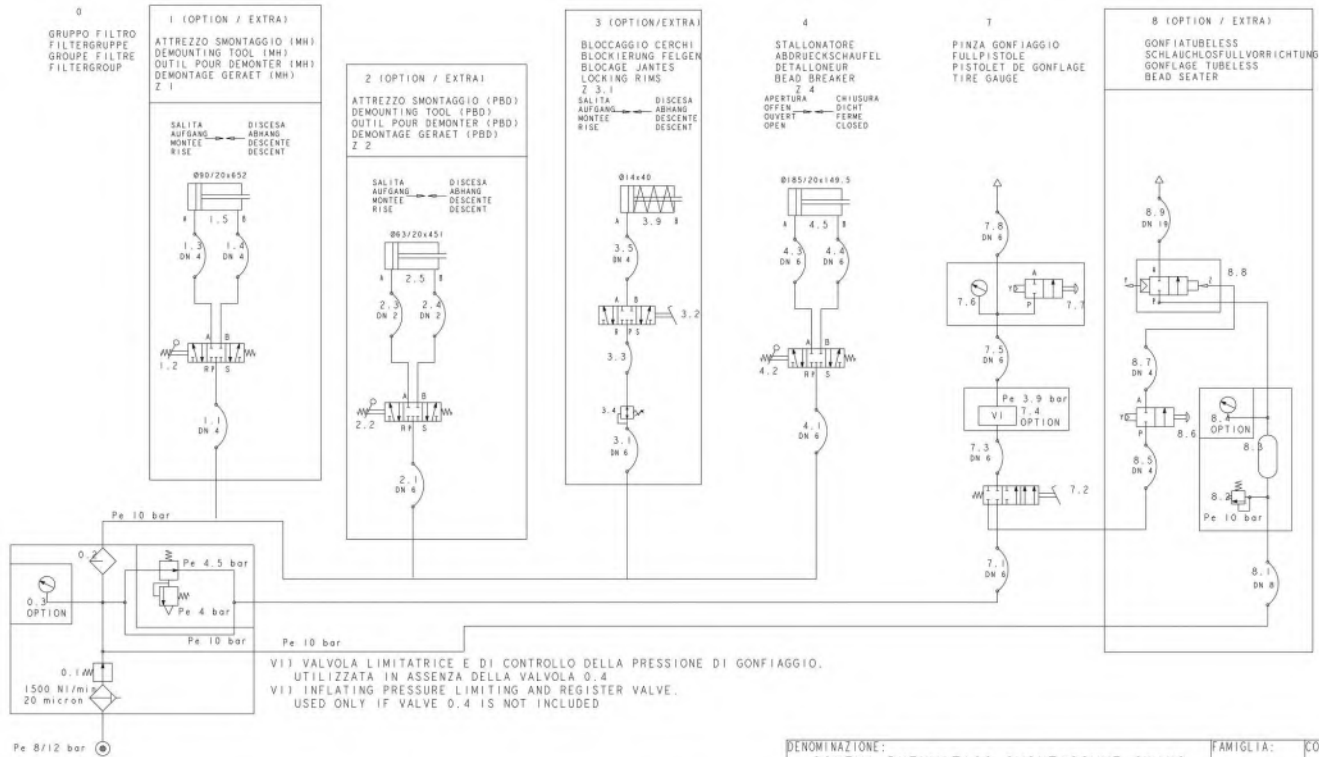 0
GRUPPO FILTRO
FILTERGRUPPE
GROUPE FILTRE
FILTERGROUP
1 (OPTION / EXTRA)
ATTREZZO SMONTAGGIO (MH)
DEMOUNTING TOOL (MH)
OUTIL POUR DEMONTER (MH)
DEMONTAGE GERAET (MH)
Z 1
SALITA DISCESA
AUFGANG ABHANG
MONTEE DESCENTE
RISE DESCENT
Ø90/20x652
A 1.5 B
1.3 DN 4
1.4 DN 4
A B
1.2
RP S
1.1
DN 4
2 (OPTION / EXTRA)
ATTREZZO SMONTAGGIO (PBD)
DEMOUNTING TOOL (PBD)
OUTIL POUR DEMONTER (PBD)
DEMONTAGE GERAET (PBD)
Z 2
SALITA DISCESA
AUFGANG ABHANG
MONTEE DESCENTE
RISE DESCENT
Ø63/20x451
A 2.5 B
2.3 DN 2
2.4 DN 2
A B
2.2
RP S
2.1
DN 6
3 (OPTION/EXTRA)
BLOCCAGGIO CERCHI
BLOCKIERUNG FELGEN
BLOCAGE JANTES
LOCKING RIMS
Z 3.1
SALITA DISCESA
AUFGANG ABHANG
MONTEE DESCENTE
RISE DESCENT
Ø14x40
A 3.9 B
3.5
DN 4
A B
3.2
R PS
3.3
3.4
3.1
DN 6
4
STALLONATORE
ABDRUECKSCHAUFEL
DETALLONEUR
BEAD BREAKER
Z 4
APERTURA CHIUSURA
OFFEN DICHT
OUVERT FERME
OPEN CLOSED
Ø185/20x149.5
A 4.5 B
4.3 DN 6
4.4 DN 6
A B
4.2
RP S
4.1
DN 6
7
PINZA GONFIAGGIO
FULLPISTOLE
PISTOLET DE GONFLAGE
TIRE GAUGE
7.8
DN 6
A
7.6
P
7.7
7.5
DN 6
Pe 3.9 bar
VI 7.4
OPTION
7.3
DN 6
7.2
7.1
DN 6
8 (OPTION / EXTRA)
GONFIATUBELESS
SCHLAUCHLOSFULLVORRICHTUNG
GONFLAGE TUBELESS
BEAD SEATER
8.9
DN 19
8.8
8.7
DN 4
A
P
8.6
8.5
DN 4
8.4
OPTION
8.3
8.2
Pe 10 bar
8.1
DN 8
Pe 10 bar
0.2
Pe 4.5 bar
0.3
OPTION
Pe 4 bar
Pe 10 bar
Pe 10 bar
0.1
1500 Nl/min
20 micron
Pe 8/12 bar
VI) VALVOLA LIMITATRICE E DI CONTROLLO DELLA PRESSIONE DI GONFIAGGIO.
UTILIZZATA IN ASSENZA DELLA VALVOLA 0.4
VI) INFLATING PRESSURE LIMITING AND REGISTER VALVE.
USED ONLY IF VALVE 0.4 IS NOT INCLUDED
DENOMINAZIONE:
FAMIGLIA: